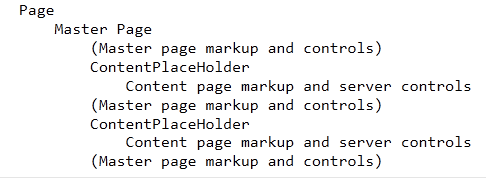 Page
Master Page
(Master page markup and controls)
ContentPlaceHolder
Content page markup and server controls
(Master page markup and controls)
ContentPlaceHolder
Content page markup and server controls
(Master page markup and controls)